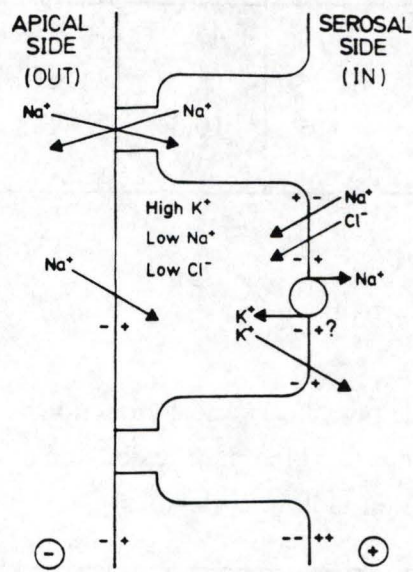 APICAL SIDE (OUT)
SEROSAL SIDE (IN)
Na⁺ Na⁺
High K⁺
Low Na⁺
Low Cl⁻
+ -
Na⁺
Cl⁻
- +
Na⁺
Na⁺
K⁺
K⁺
- +
- + ?
- +
-
- +
-- ++
+